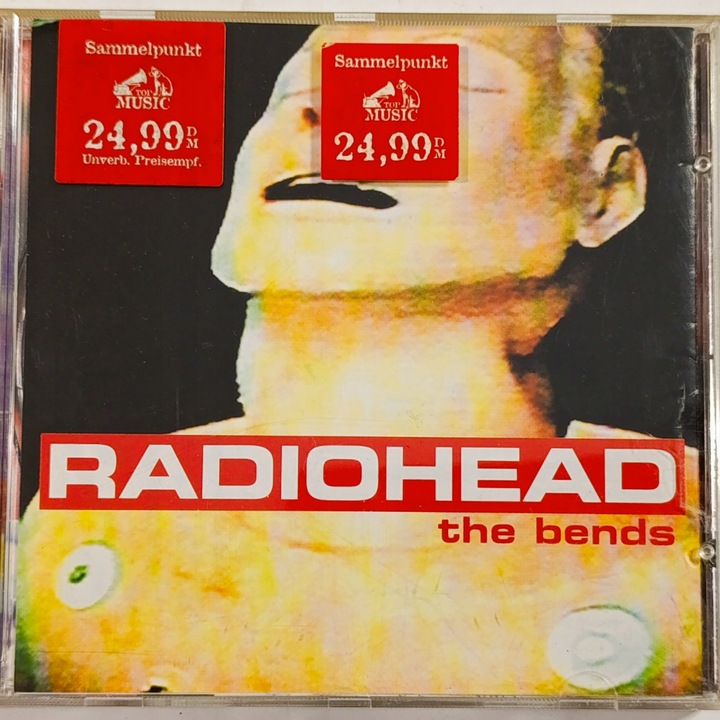 Sammelpunkt
TOP
MUSIC
24,99 DM
Unverb. Preisempf.
Sammelpunkt
TOP
MUSIC
24,99 DM
RADIOHEAD
the bends